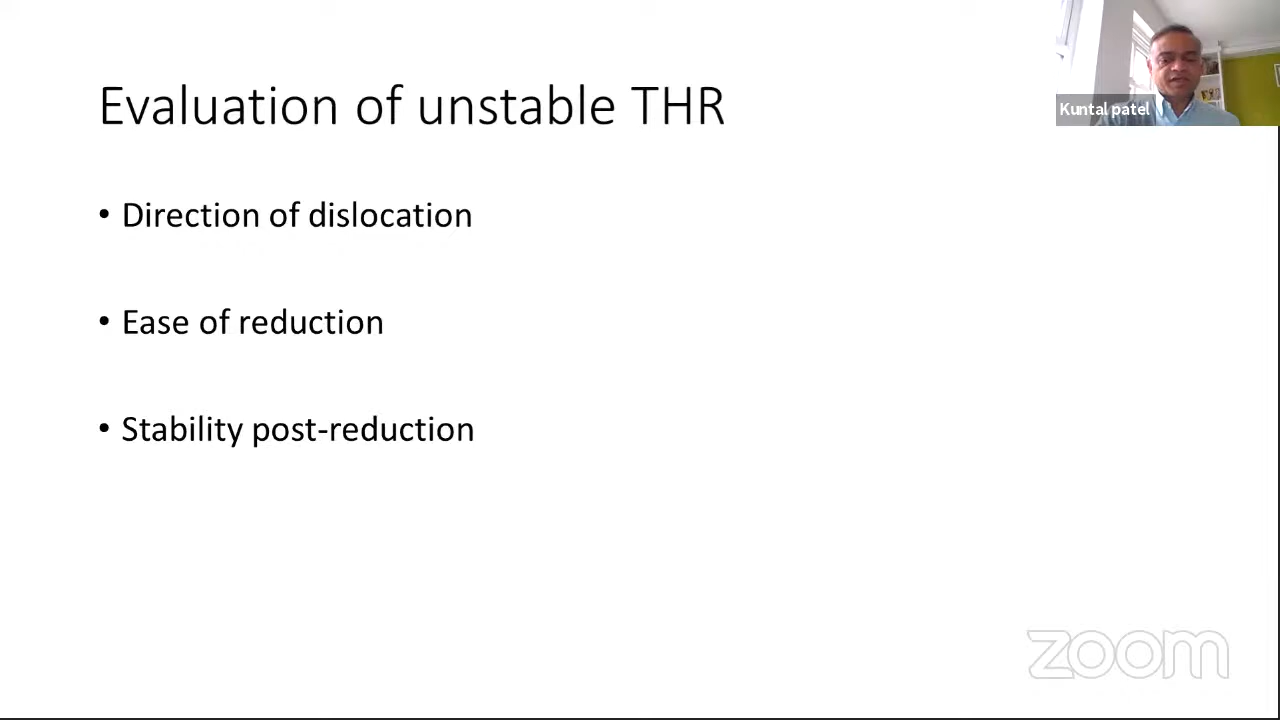 Evaluation of unstable THR
Kuntal patel
• Direction of dislocation
• Ease of reduction
• Stability post-reduction
zoom